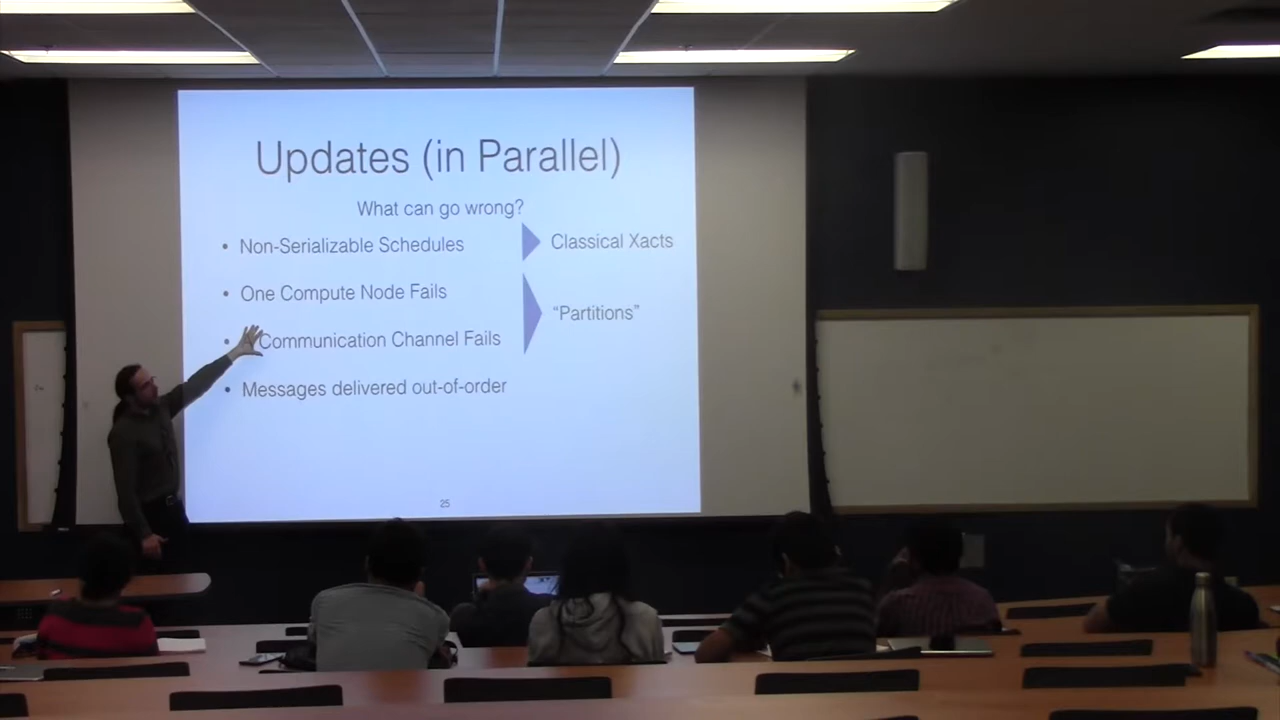 Updates (in Parallel)
What can go wrong?
• Non-Serializable Schedules
Classical Xacts
• One Compute Node Fails
"Partitions"
• Communication Channel Fails
• Messages delivered out-of-order
25